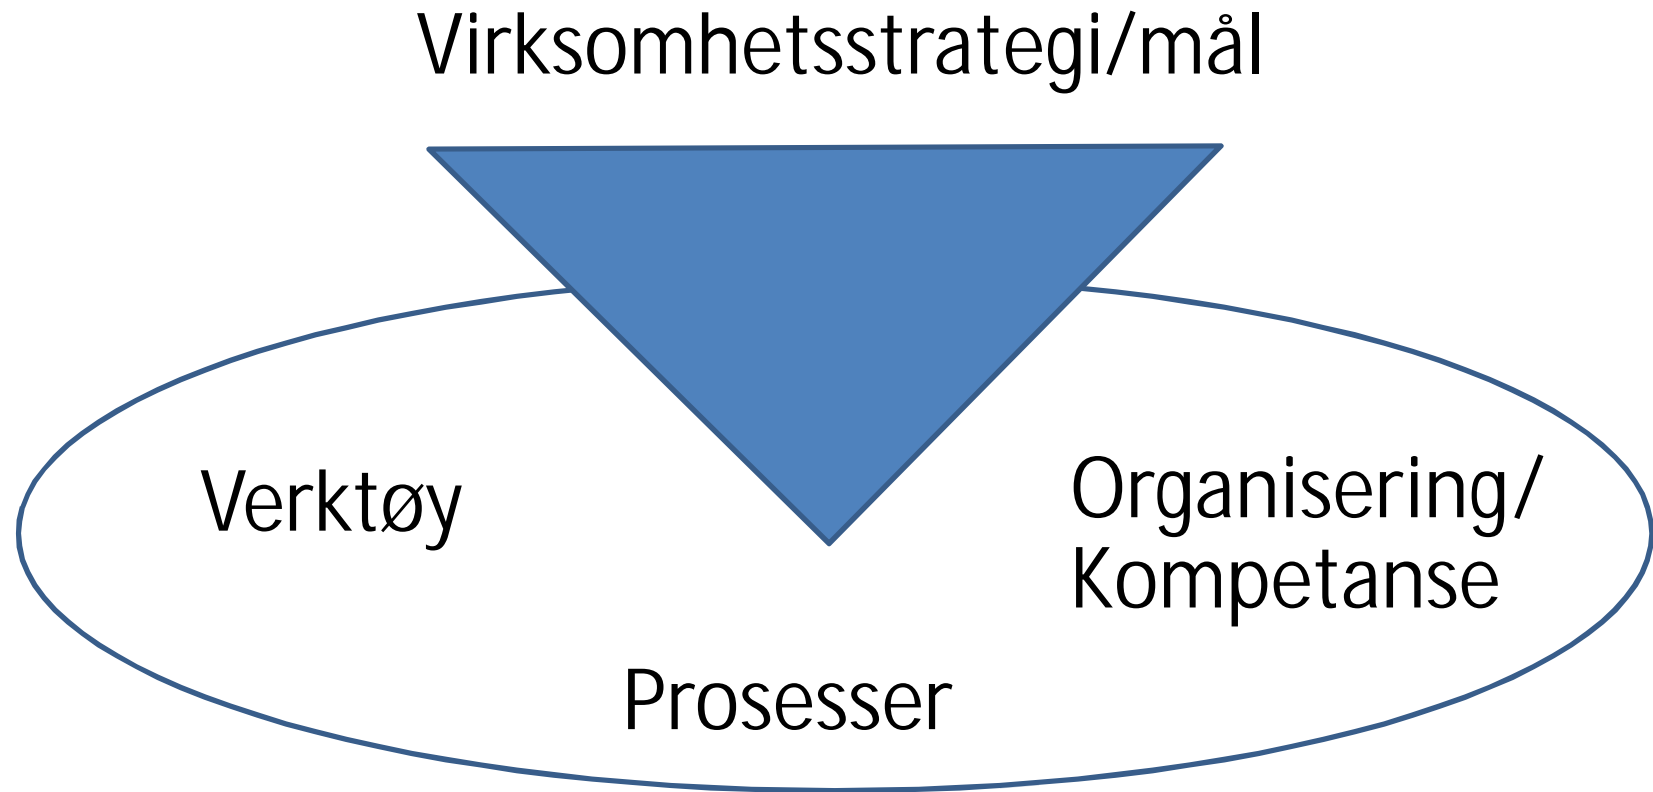 Virksomhetsstrategi/mål
Verktøy
Organisering/
Kompetanse
Prosesser